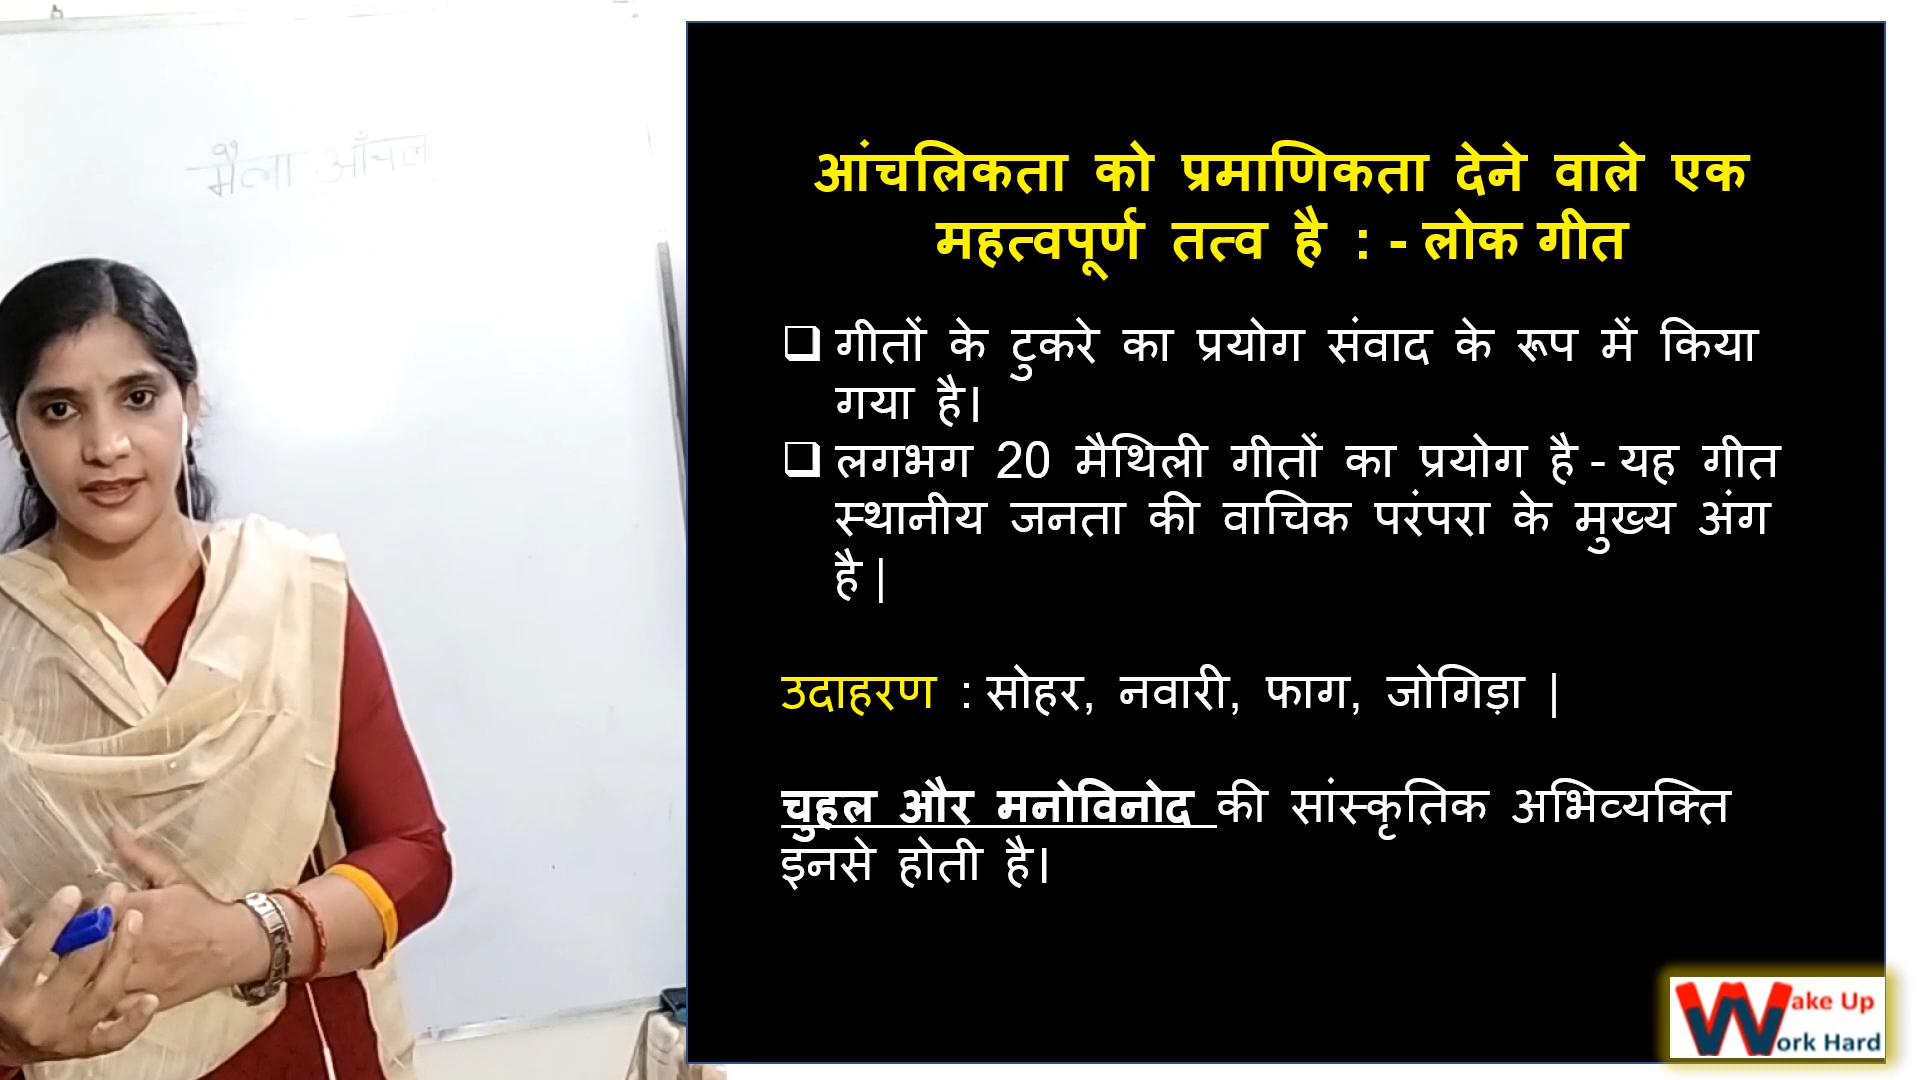 मैला आँचल
आंचलिकता को प्रमाणिकता देने वाले एक
महत्वपूर्ण तत्व है : - लोक गीत
गीतों के टुकरे का प्रयोग संवाद के रूप में किया
गया है।
लगभग 20 मैथिली गीतों का प्रयोग है - यह गीत
स्थानीय जनता की वाचिक परंपरा के मुख्य अंग
है |
उदाहरण : सोहर, नवारी, फाग, जोगिड़ा |
चुहल और मनोविनोद की सांस्कृतिक अभिव्यक्ति
इनसे होती है।
Wake Up
Work Hard